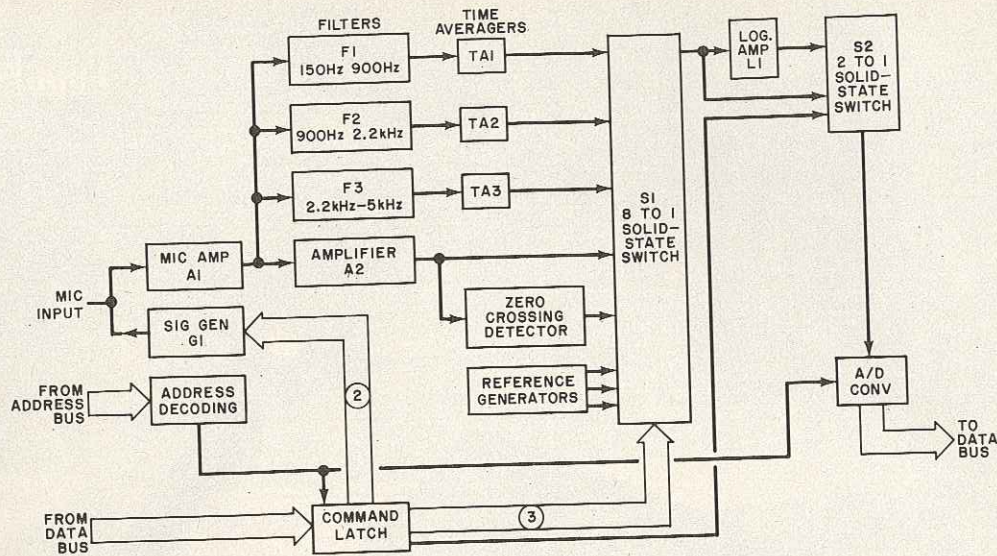 FILTERS
TIME
AVERAGERS
F1
150Hz 900Hz
TA1
F2
900Hz 2.2kHz
TA2
F3
2.2kHz–5kHz
TA3
MIC AMP
A1
AMPLIFIER
A2
MIC
INPUT
SIG GEN
G1
ZERO
CROSSING
DETECTOR
REFERENCE
GENERATORS
S1
8 TO 1
SOLID–
STATE
SWITCH
LOG.
AMP
L1
S2
2 TO 1
SOLID–
STATE
SWITCH
FROM
ADDRESS
BUS
ADDRESS
DECODING
2
A/D
CONV
TO
DATA
BUS
FROM
DATA
BUS
COMMAND
LATCH
3